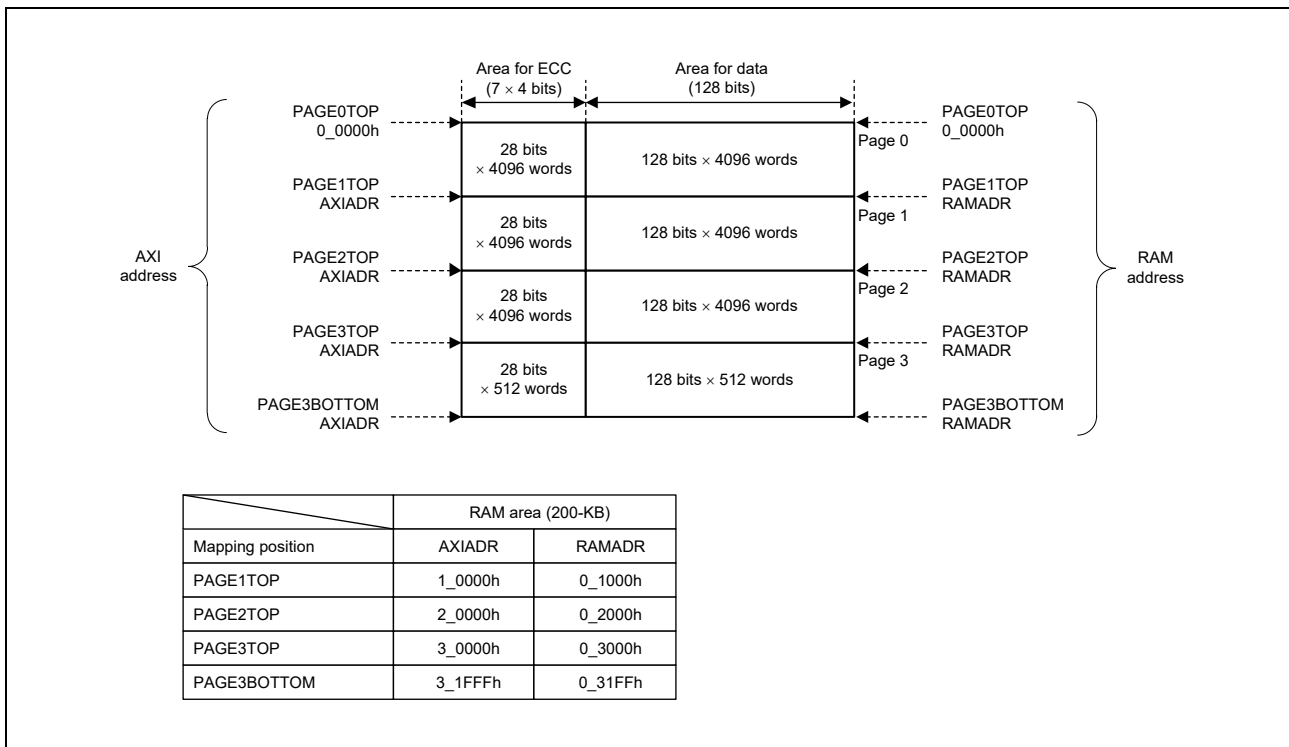 Area for ECC
(7 × 4 bits)
Area for data
(128 bits)
PAGE0TOP
0_0000h
PAGE0TOP
0_0000h
Page 0
28 bits
× 4096 words
128 bits × 4096 words
PAGE1TOP
AXIADR
PAGE1TOP
RAMADR
Page 1
28 bits
× 4096 words
128 bits × 4096 words
AXI
address
PAGE2TOP
AXIADR
PAGE2TOP
RAMADR
RAM
address
Page 2
28 bits
× 4096 words
128 bits × 4096 words
PAGE3TOP
AXIADR
PAGE3TOP
RAMADR
Page 3
28 bits
× 512 words
128 bits × 512 words
PAGE3BOTTOM
AXIADR
PAGE3BOTTOM
RAMADR
RAM area (200-KB)
Mapping position AXIADR RAMADR
PAGE1TOP 1_0000h 0_1000h
PAGE2TOP 2_0000h 0_2000h
PAGE3TOP 3_0000h 0_3000h
PAGE3BOTTOM 3_1FFFh 0_31FFh